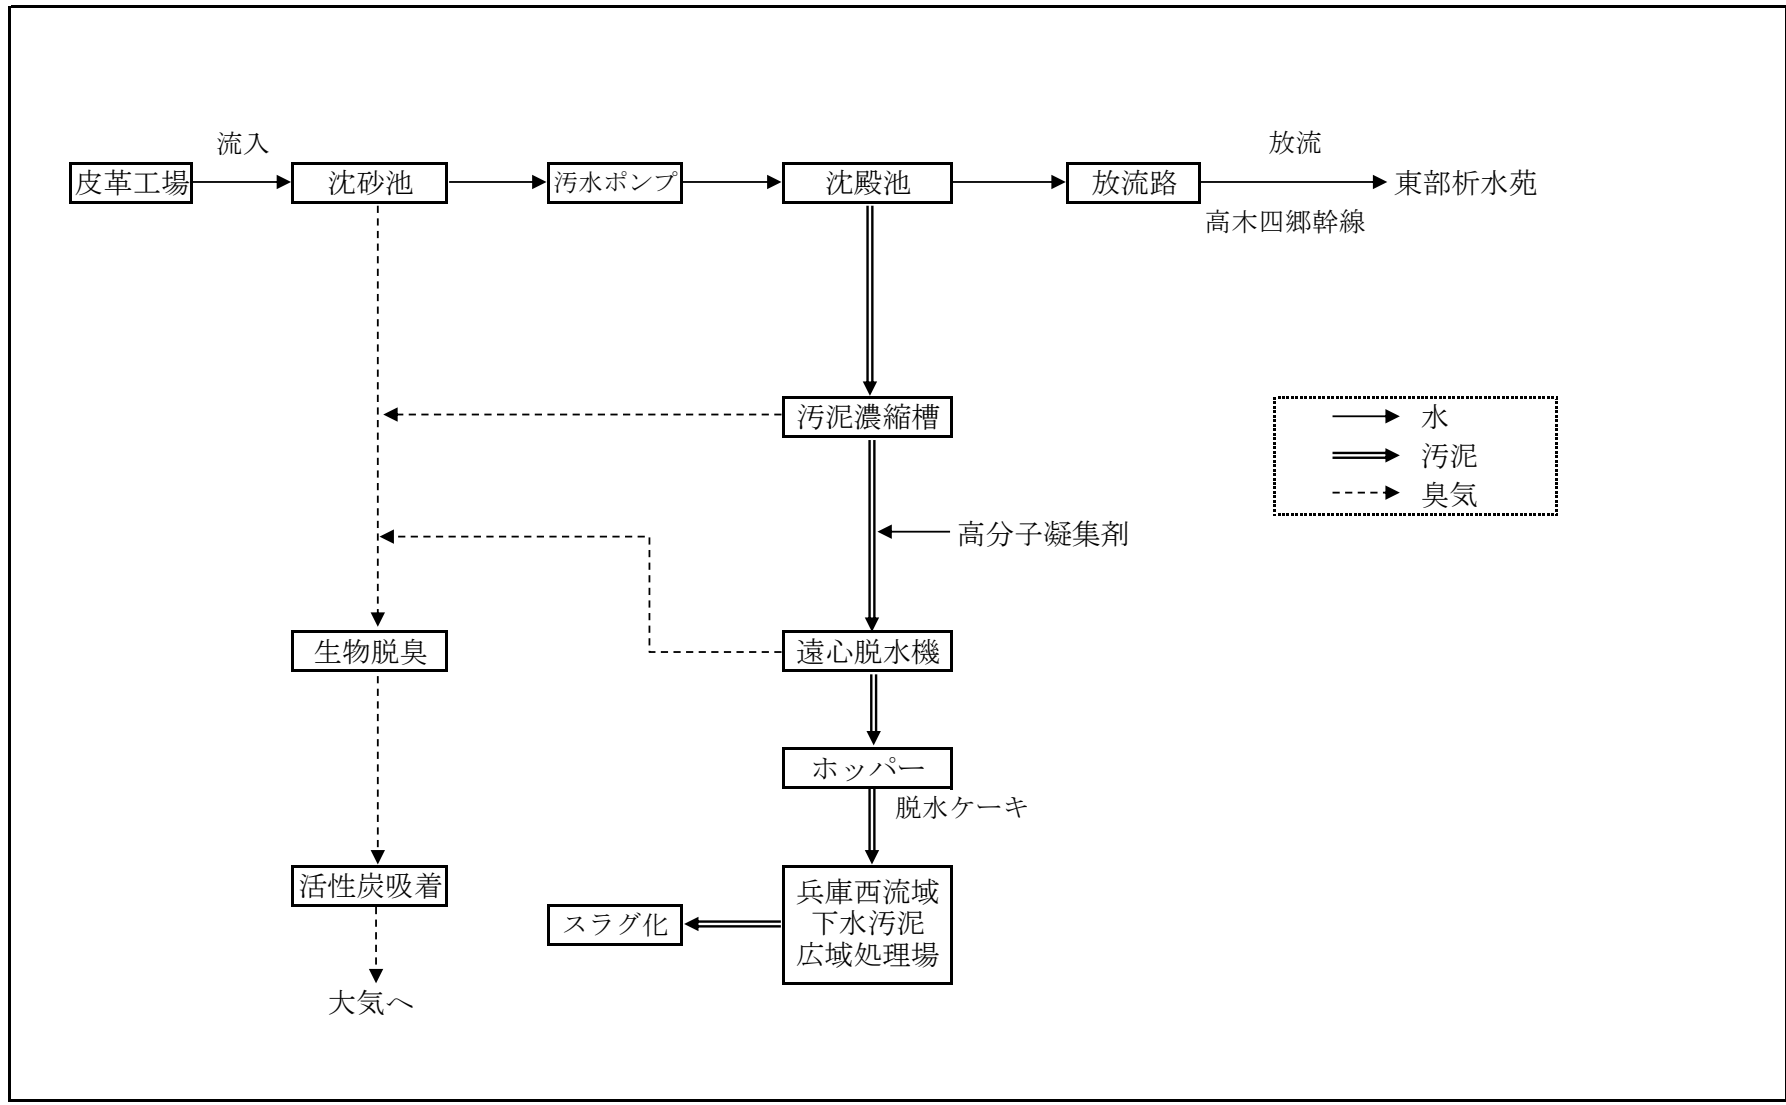 流入
放流
皮革工場
沈砂池
汚水ポンプ
沈殿池
放流路
東部析水苑
高木四郷幹線
汚泥濃縮槽
水
汚泥
臭気
高分子凝集剤
生物脱臭
遠心脱水機
ホッパー
脱水ケーキ
活性炭吸着
スラグ化
兵庫西流域
下水汚泥
広域処理場
大気へ